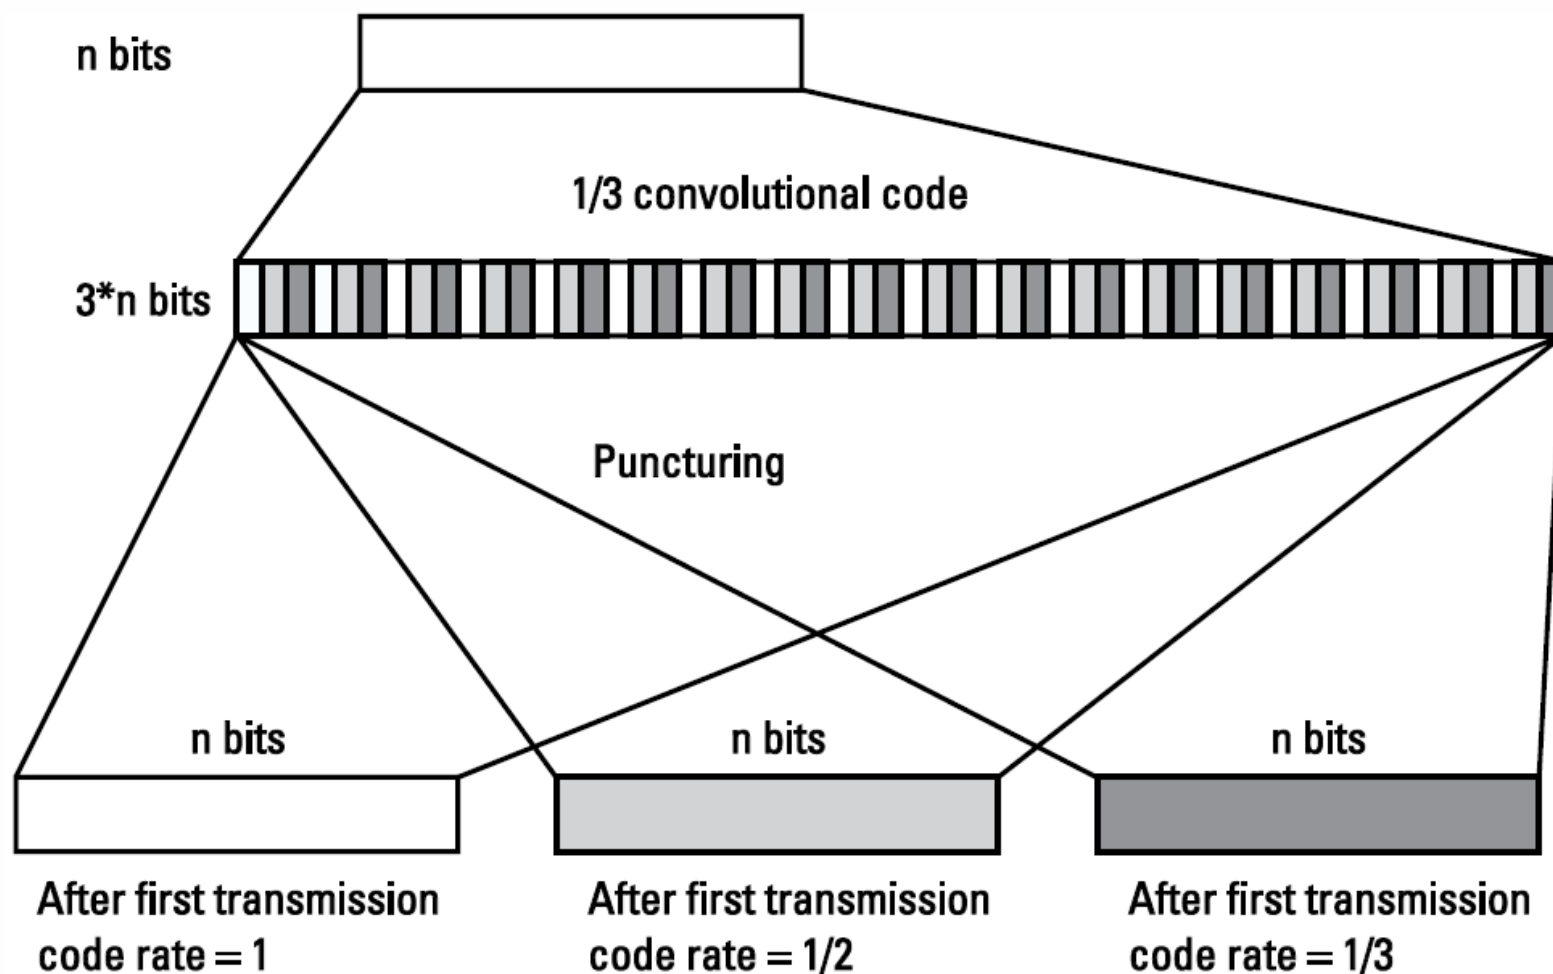 n bits
1/3 convolutional code
3*n bits
Puncturing
n bits
n bits
n bits
After first transmission
code rate = 1
After first transmission
code rate = 1/2
After first transmission
code rate = 1/3